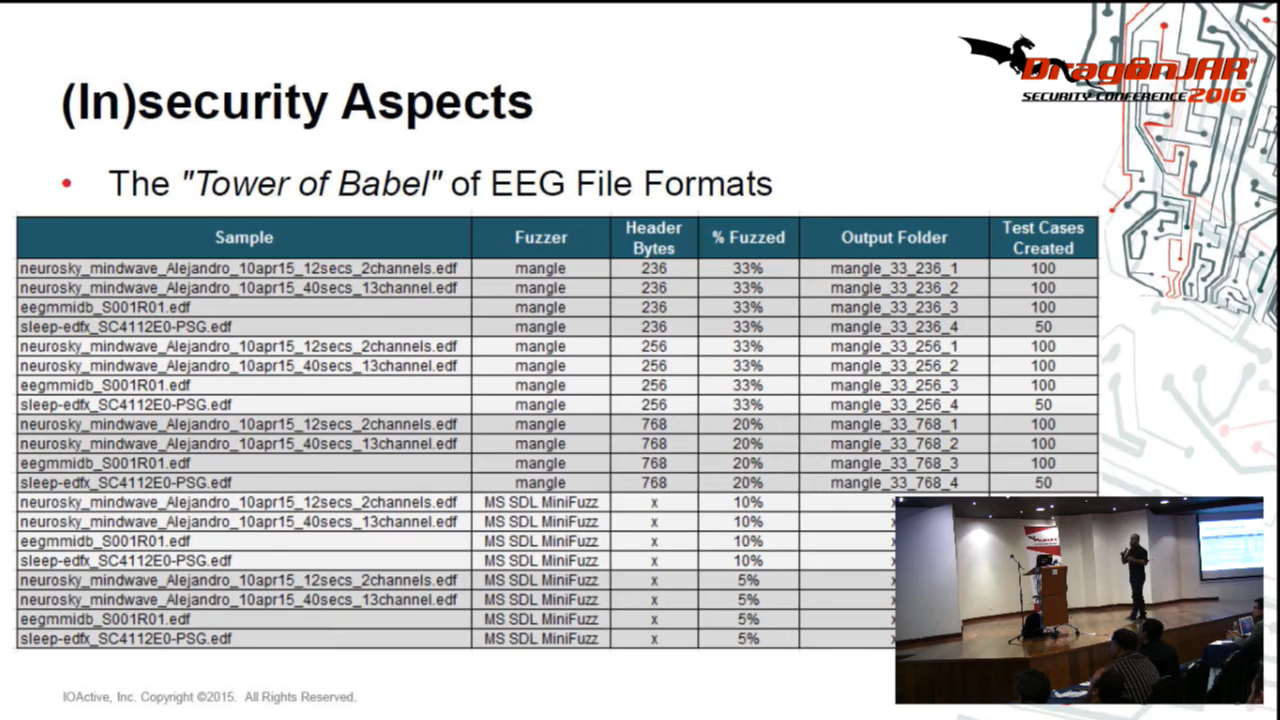 DragonJAR
SECURITY CONFERENCE 2016
(In)security Aspects
• The "Tower of Babel" of EEG File Formats
Sample Fuzzer Header Bytes % Fuzzed Output Folder Test Cases Created
neurosky_mindwave_Alejandro_10apr15_12secs_2channels.edf mangle 236 33% mangle_33_236_1 100
neurosky_mindwave_Alejandro_10apr15_40secs_13channel.edf mangle 236 33% mangle_33_236_2 100
eegmmidb_S001R01.edf mangle 236 33% mangle_33_236_3 100
sleep-edfx_SC4112E0-PSG.edf mangle 236 33% mangle_33_236_4 50
neurosky_mindwave_Alejandro_10apr15_12secs_2channels.edf mangle 256 33% mangle_33_256_1 100
neurosky_mindwave_Alejandro_10apr15_40secs_13channel.edf mangle 256 33% mangle_33_256_2 100
eegmmidb_S001R01.edf mangle 256 33% mangle_33_256_3 100
sleep-edfx_SC4112E0-PSG.edf mangle 256 33% mangle_33_256_4 50
neurosky_mindwave_Alejandro_10apr15_12secs_2channels.edf mangle 768 20% mangle_33_768_1 100
neurosky_mindwave_Alejandro_10apr15_40secs_13channel.edf mangle 768 20% mangle_33_768_2 100
eegmmidb_S001R01.edf mangle 768 20% mangle_33_768_3 100
sleep-edfx_SC4112E0-PSG.edf mangle 768 20% mangle_33_768_4 50
neurosky_mindwave_Alejandro_10apr15_12secs_2channels.edf MS SDL MiniFuzz x 10%
neurosky_mindwave_Alejandro_10apr15_40secs_13channel.edf MS SDL MiniFuzz x 10%
eegmmidb_S001R01.edf MS SDL MiniFuzz x 10%
sleep-edfx_SC4112E0-PSG.edf MS SDL MiniFuzz x 10%
neurosky_mindwave_Alejandro_10apr15_12secs_2channels.edf MS SDL MiniFuzz x 5%
neurosky_mindwave_Alejandro_10apr15_40secs_13channel.edf MS SDL MiniFuzz x 5%
eegmmidb_S001R01.edf MS SDL MiniFuzz x 5%
sleep-edfx_SC4112E0-PSG.edf MS SDL MiniFuzz x 5%
IOActive, Inc. Copyright ©2015. All Rights Reserved.